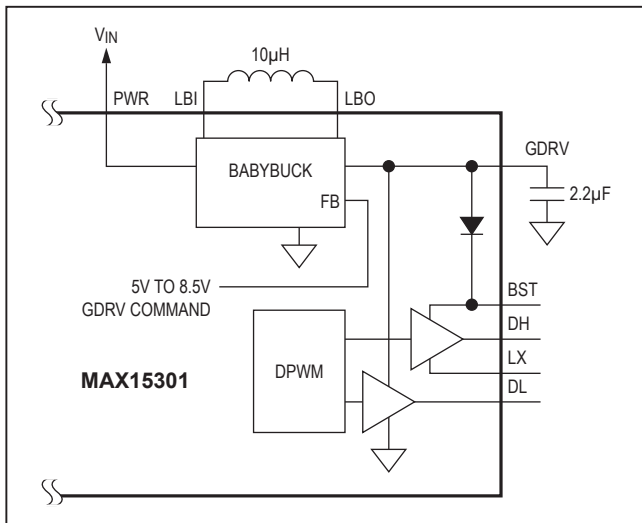 VIN
10µH
PWR
LBI
LBO
BABYBUCK
GDRV
FB
2.2µF
5V TO 8.5V
GDRV COMMAND
BST
DH
DPWM
LX
MAX15301
DL